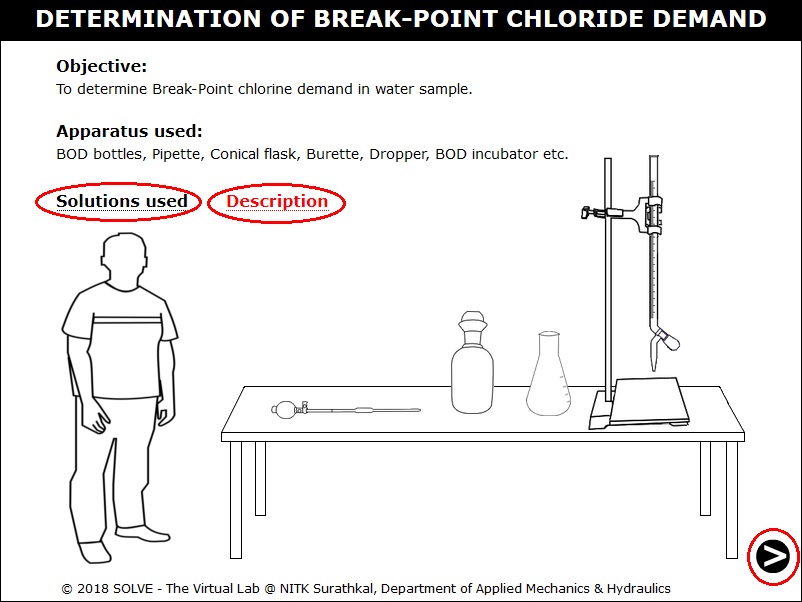 DETERMINATION OF BREAK-POINT CHLORIDE DEMAND
Objective:
To determine Break-Point chlorine demand in water sample.
Apparatus used:
BOD bottles, Pipette, Conical flask, Burette, Dropper, BOD incubator etc.
Solutions used Description
© 2018 SOLVE - The Virtual Lab @ NITK Surathkal, Department of Applied Mechanics & Hydraulics